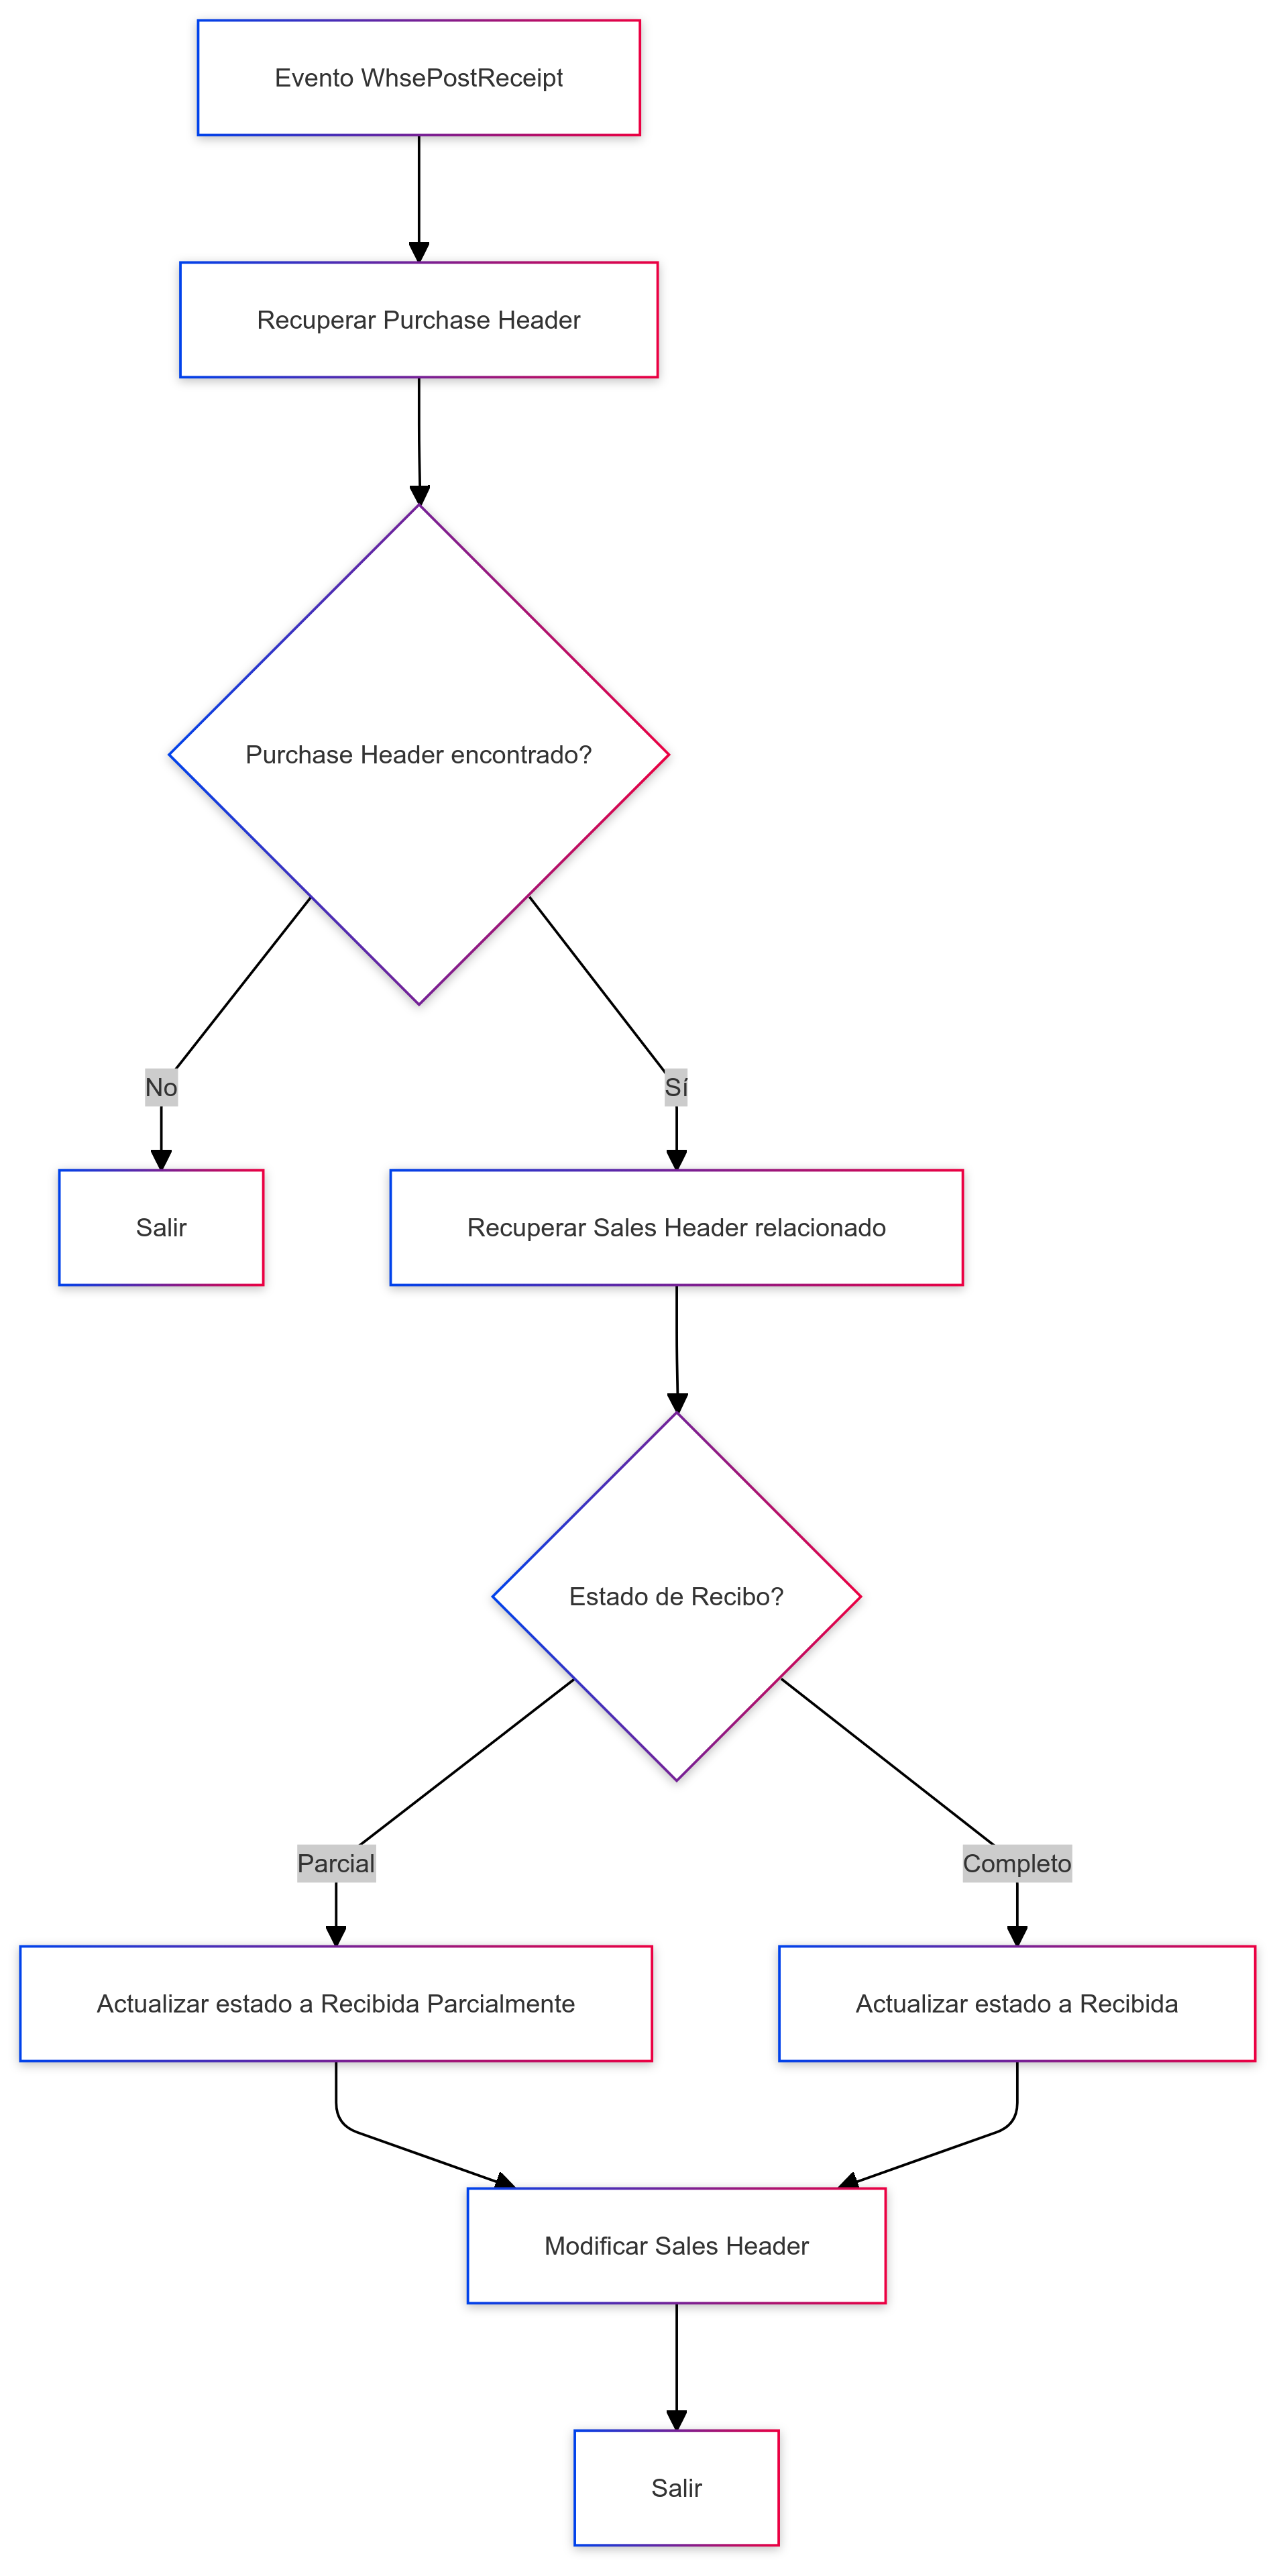 Evento WhsePostReceipt
Recuperar Purchase Header
Purchase Header encontrado?
No
Sí
Salir
Recuperar Sales Header relacionado
Estado de Recibo?
Parcial
Completo
Actualizar estado a Recibida Parcialmente
Actualizar estado a Recibida
Modificar Sales Header
Salir